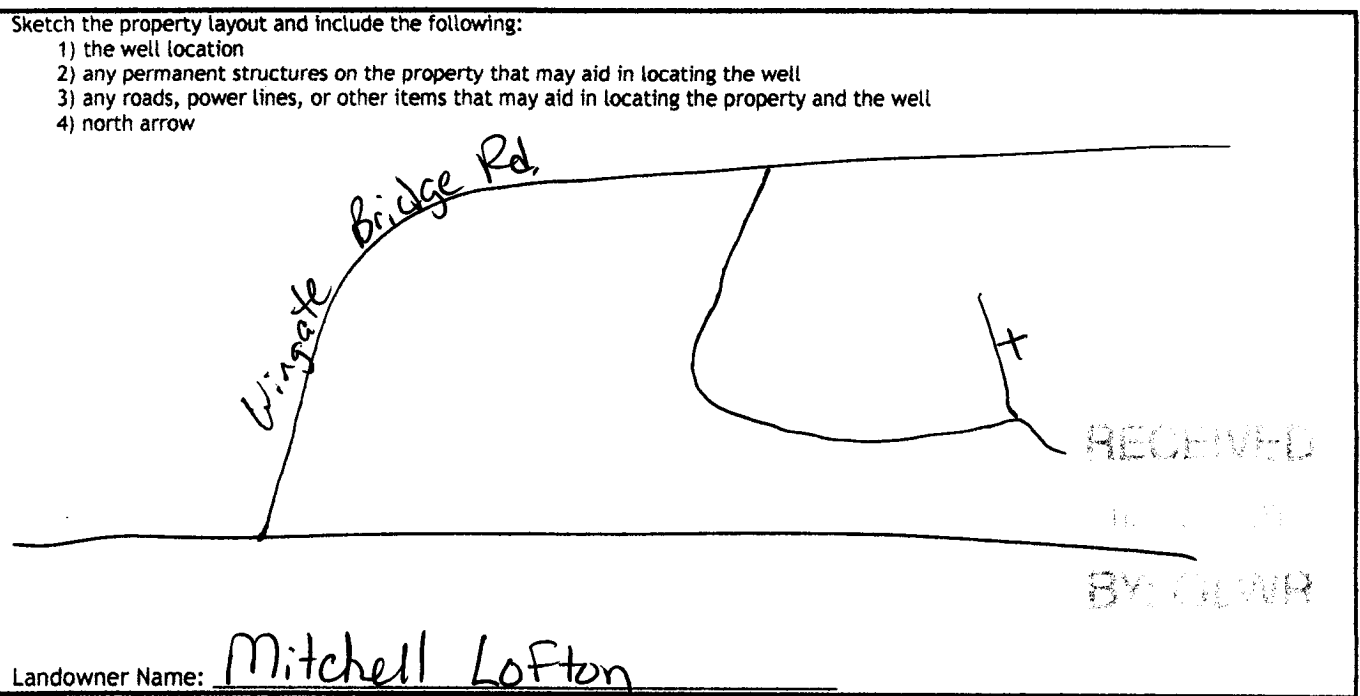 Sketch the property layout and include the following:
1) the well location
2) any permanent structures on the property that may aid in locating the well
3) any roads, power lines, or other items that may aid in locating the property and the well
4) north arrow
Wingate Bridge Rd.
RECEIVED
BY: OLWR
Landowner Name: Mitchell Lofton